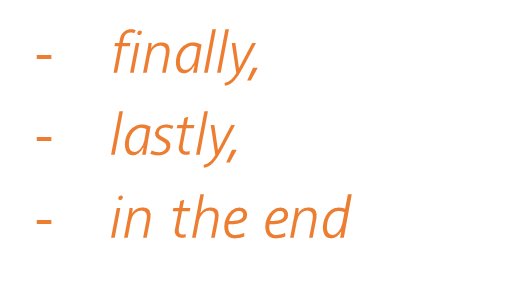 - finally,
- lastly,
- in the end